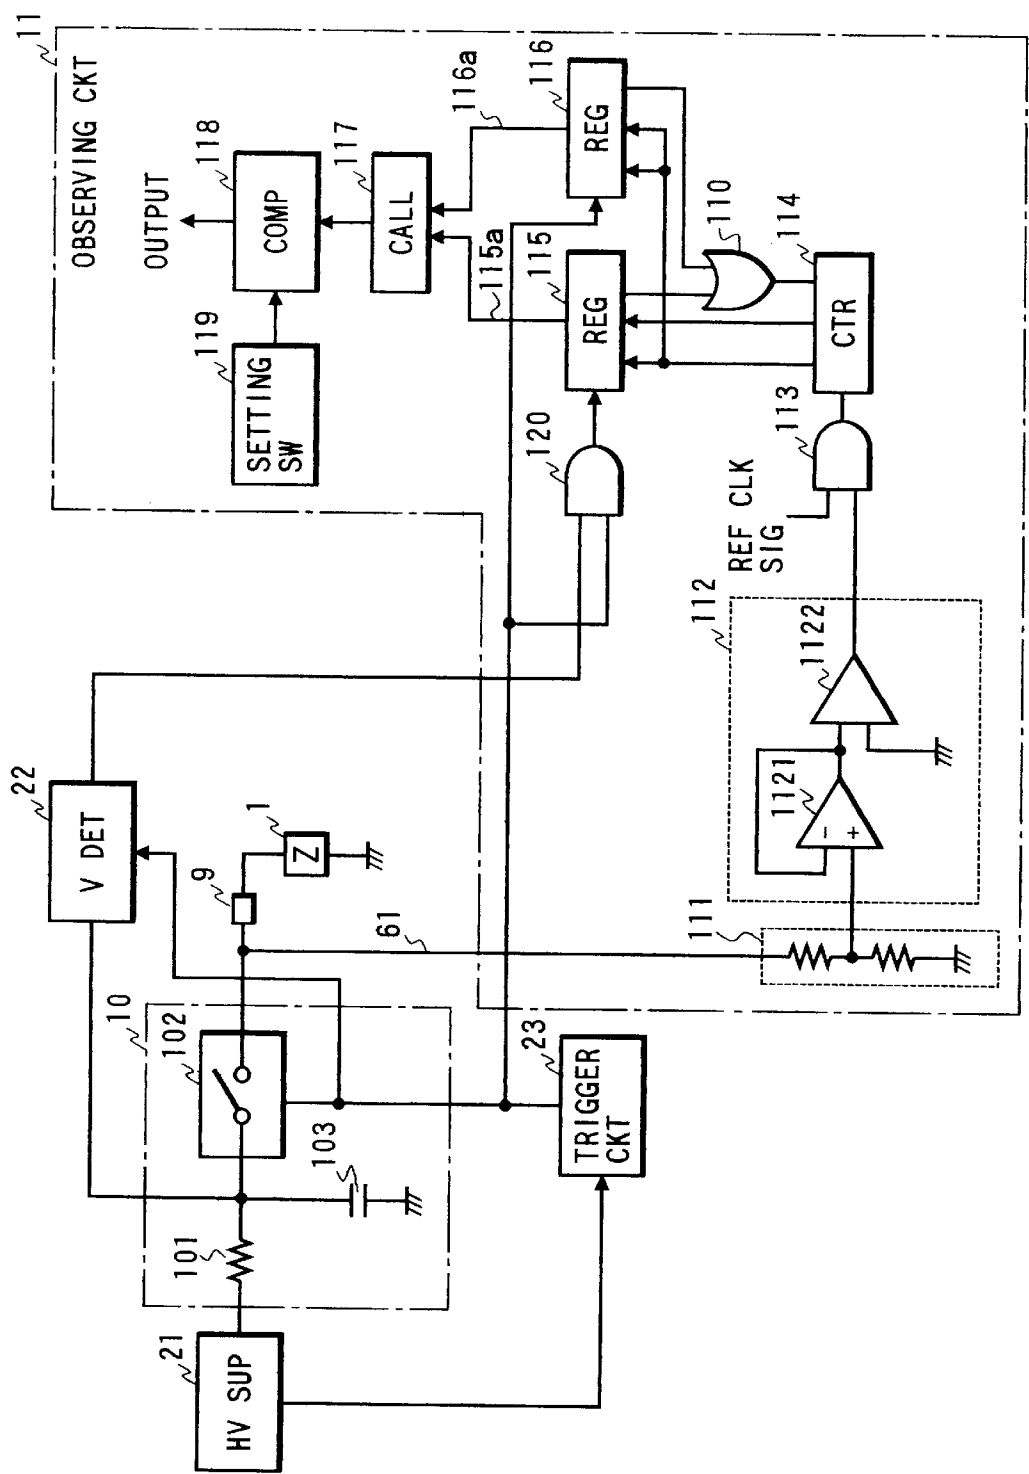 11
OBSERVING CKT
OUTPUT
118
COMP
119
SETTING
SW
117
CALL
116a
115a
116
REG
115
REG
110
114
CTR
120
113
REF CLK
SIG
112
1122
1121
-
+
111
22
V DET
1
Z
9
61
10
102
103
101
23
TRIGGER
CKT
21
HV SUP